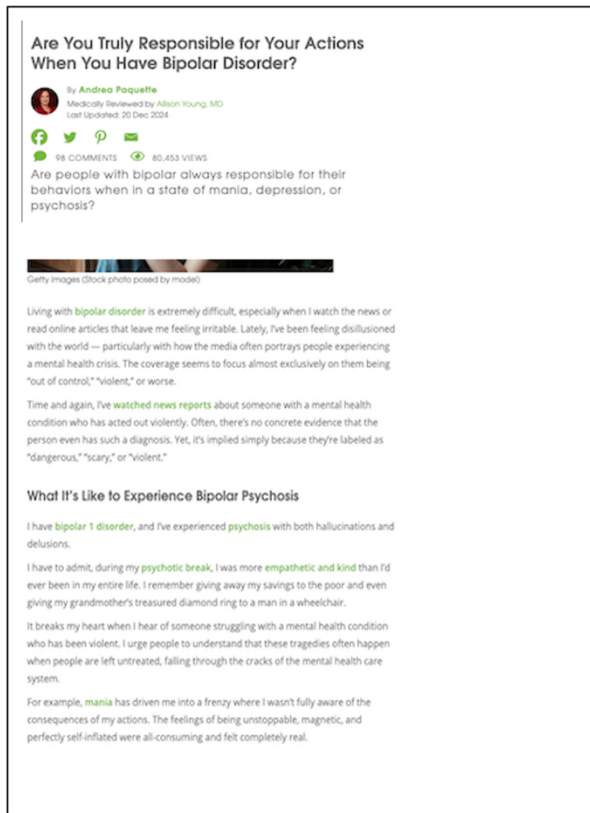 Are You Truly Responsible for Your Actions
When You Have Bipolar Disorder?
By Andrea Paquette
Medically Reviewed by Allison Young, MD
Last Updated: 20 Dec 2024
98 COMMENTS 80,453 VIEWS
Are people with bipolar always responsible for their
behaviors when in a state of mania, depression, or
psychosis?
Getty Images (Stock photo posed by model)
Living with bipolar disorder is extremely difficult, especially when I watch the news or
read online articles that leave me feeling irritable. Lately, I've been feeling disillusioned
with the world — particularly with how the media often portrays people experiencing
a mental health crisis. The coverage seems to focus almost exclusively on them being
"out of control," "violent," or worse.
Time and again, I've watched news reports about someone with a mental health
condition who has acted out violently. Often, there's no concrete evidence that the
person even has such a diagnosis. Yet, it's implied simply because they're labeled as
"dangerous," "scary," or "violent."
What It's Like to Experience Bipolar Psychosis
I have bipolar 1 disorder, and I've experienced psychosis with both hallucinations and
delusions.
I have to admit, during my psychotic break, I was more empathetic and kind than I'd
ever been in my entire life. I remember giving away my savings to the poor and even
giving my grandmother's treasured diamond ring to a man in a wheelchair.
It breaks my heart when I hear of someone struggling with a mental health condition
who has been violent. I urge people to understand that these tragedies often happen
when people are left untreated, falling through the cracks of the mental health care
system.
For example, mania has driven me into a frenzy where I wasn't fully aware of the
consequences of my actions. The feelings of being unstoppable, magnetic, and
perfectly self-inflated were all-consuming and felt completely real.